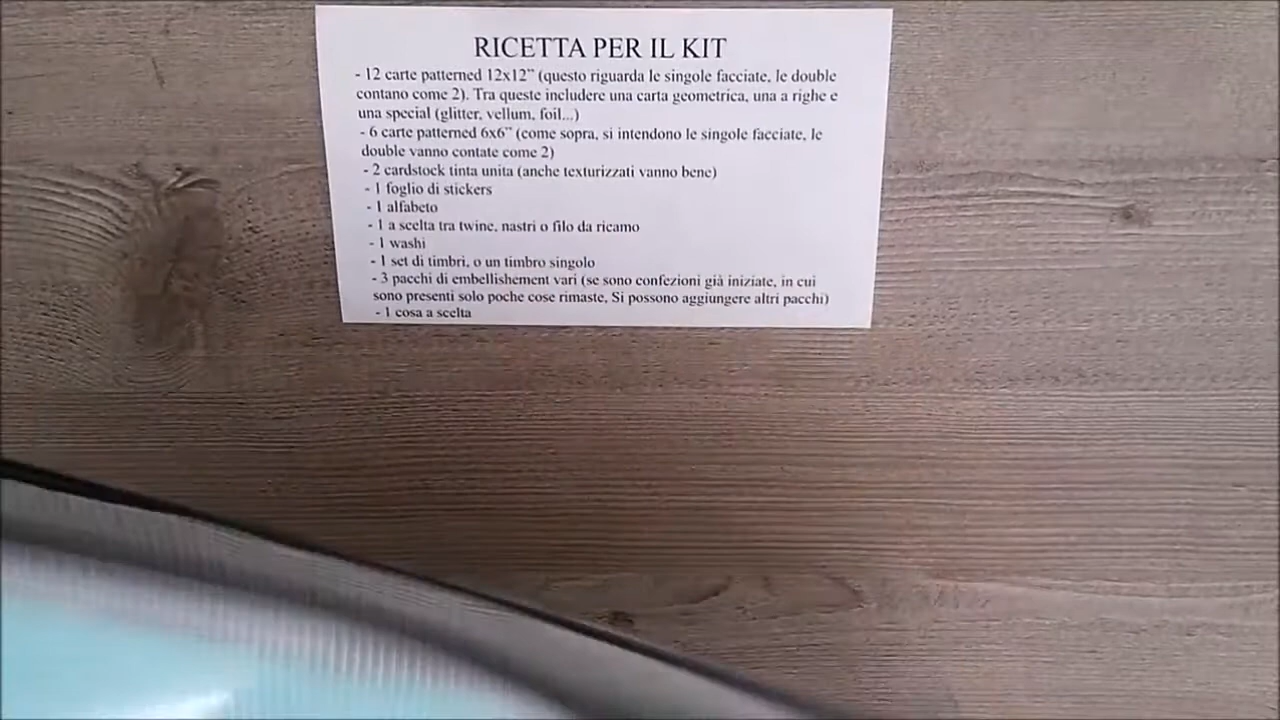 RICETTA PER IL KIT
- 12 carte patterned 12x12" (questo riguarda le singole facciate, le double
contano come 2). Tra queste includere una carta geometrica, una a righe e
una special (glitter, vellum, foil...)
- 6 carte patterned 6x6" (come sopra, si intendono le singole facciate, le
double vanno contate come 2)
- 2 cardstock tinta unita (anche texturizzati vanno bene)
- 1 foglio di stickers
- 1 alfabeto
- 1 a scelta tra twine, nastri o filo da ricamo
- 1 washi
- 1 set di timbri, o un timbro singolo
- 3 pacchi di embellishement vari (se sono confezioni già iniziate, in cui
sono presenti solo poche cose rimaste, Si possono aggiungere altri pacchi)
- 1 cosa a scelta